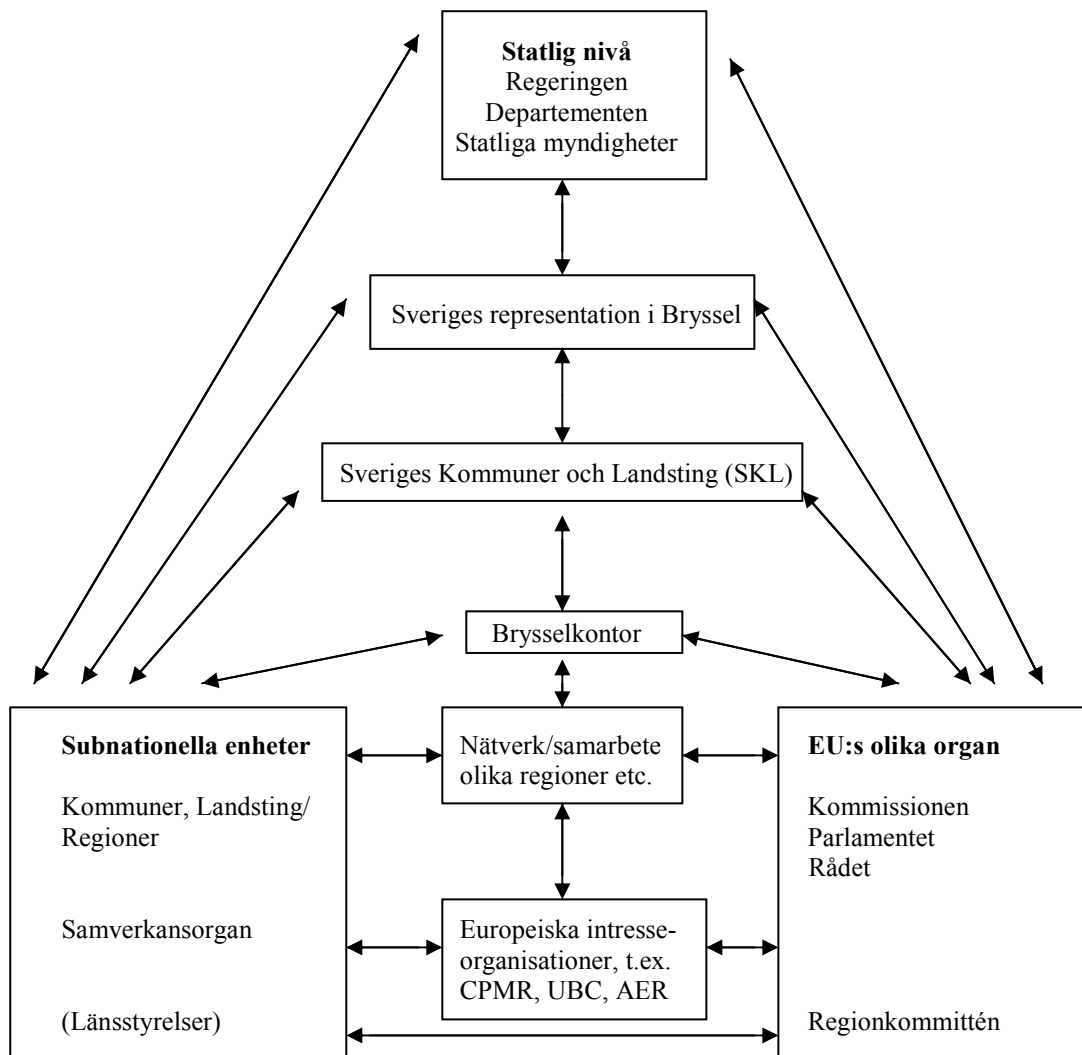 Statlig nivå
Regeringen
Departementen
Statliga myndigheter
Sveriges representation i Bryssel
Sveriges Kommuner och Landsting (SKL)
Brysselkontor
Subnationella enheter
Kommuner, Landsting/
Regioner
Samverkansorgan
(Länsstyrelser)
Nätverk/samarbete
olika regioner etc.
Europeiska intresse-
organisationer, t.ex.
CPMR, UBC, AER
EU:s olika organ
Kommissionen
Parlamentet
Rådet
Regionkommittén